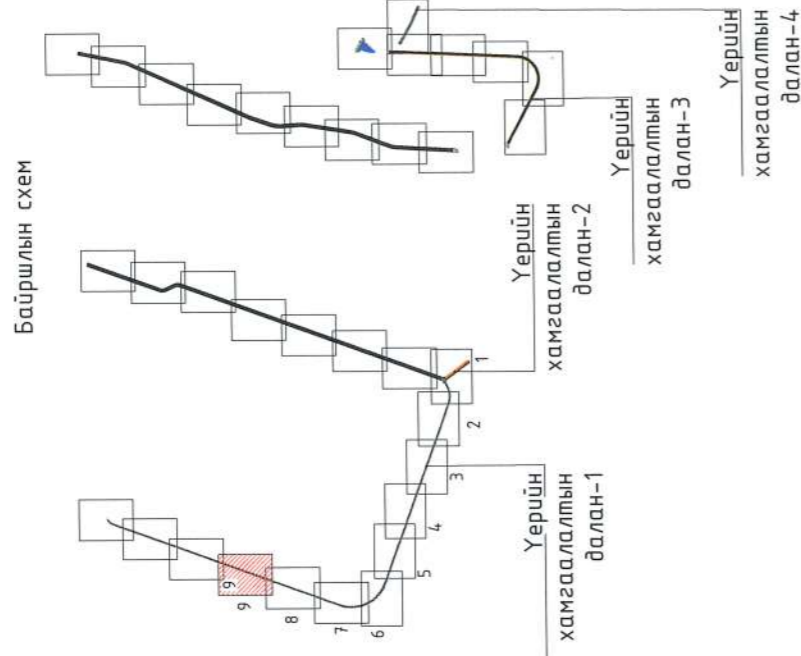 Байршлын схем
Үерийн
хамгаалалтын
далан-4
Үерийн
хамгаалалтын
далан-3
Үерийн
хамгаалалтын
далан-2
1
2
3
4
5
6
7
8
9
9
Үерийн
хамгаалалтын
далан-1